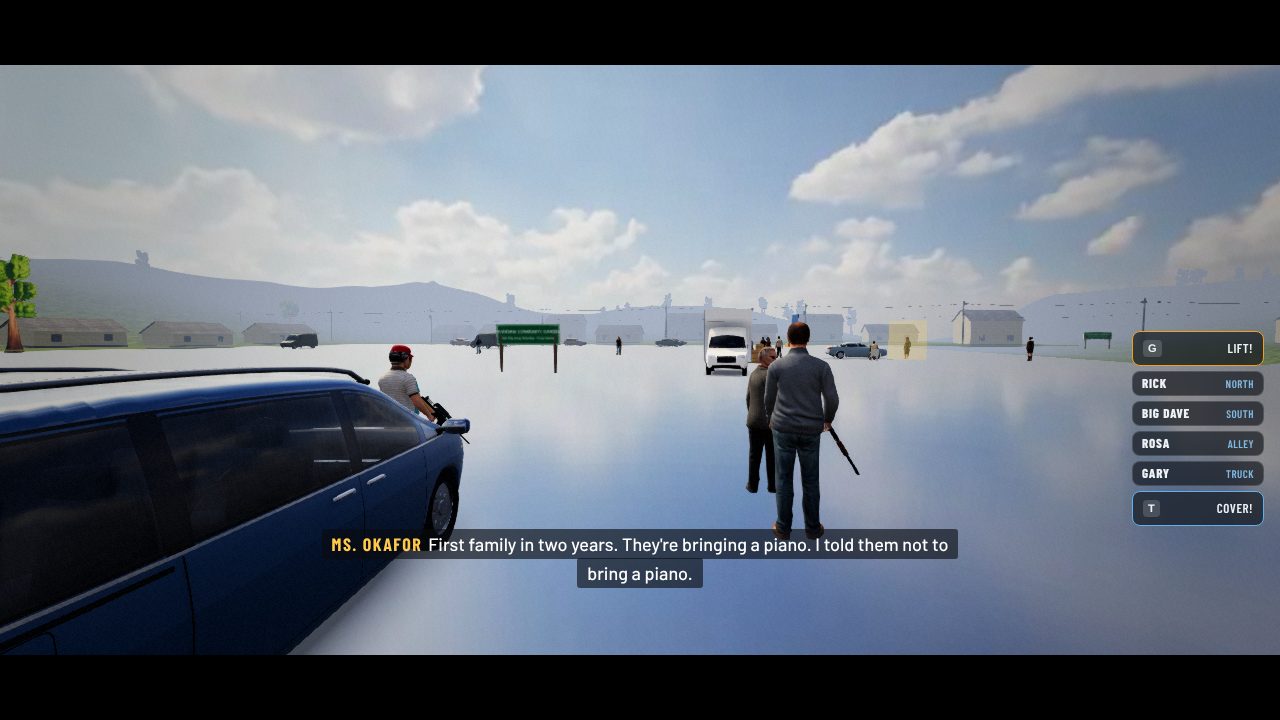 G LIFT!
RICK NORTH
BIG DAVE SOUTH
ROSA ALLEY
GARY TRUCK
T COVER!
MS. OKAFOR First family in two years. They're bringing a piano. I told them not to
bring a piano.